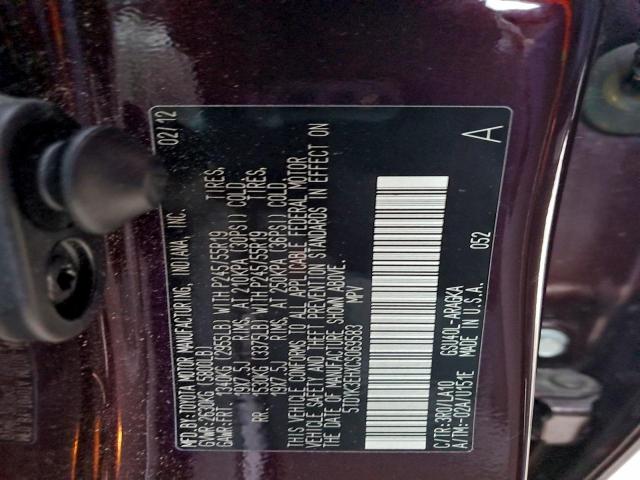 MFD.BY:TOYOTA MOTOR MANUFACTURING, INDIANA, INC. 02/12
GVWR:2630KG(5800LB)
GAWR:FRT. 1204KG(2655LB) WITH P245/55R19 TIRES.
19X7.5J RIMS. AT 210KPA (30PSI) COLD.
RR. 1530KG(3375LB) WITH P245/55R19 TIRES.
19X7.5J RIMS. AT 250KPA (36PSI) COLD.
THIS VEHICLE CONFORMS TO ALL APPLICABLE FEDERAL MOTOR
VEHICLE SAFETY AND THEFT PREVENTION STANDARDS IN EFFECT ON
THE DATE OF MANUFACTURE SHOWN ABOVE.
MPV
C/TR:3R0/LA10 GSU40L-ARAGKA
A/TM:-02A/U151E MADE IN U.S.A. 052 A